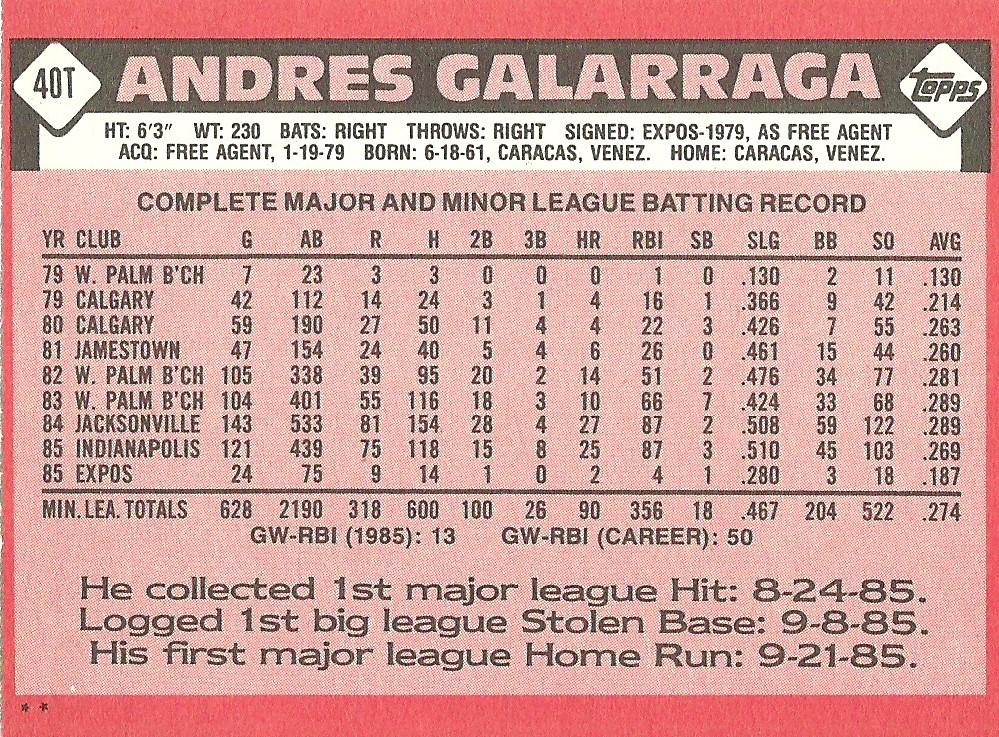 40T ANDRES GALARRAGA topps
HT: 6'3" WT: 230 BATS: RIGHT THROWS: RIGHT SIGNED: EXPOS-1979, AS FREE AGENT
ACQ: FREE AGENT, 1-19-79 BORN: 6-18-61, CARACAS, VENEZ. HOME: CARACAS, VENEZ.
COMPLETE MAJOR AND MINOR LEAGUE BATTING RECORD
YR CLUB G AB R H 2B 3B HR RBI SB SLG BB SO AVG
79 W. PALM B'CH 7 23 3 3 0 0 0 1 0 .130 2 11 .130
79 CALGARY 42 112 14 24 3 1 4 16 1 .366 9 42 .214
80 CALGARY 59 190 27 50 11 4 4 22 3 .426 7 55 .263
81 JAMESTOWN 47 154 24 40 5 4 6 26 0 .461 15 44 .260
82 W. PALM B'CH 105 338 39 95 20 2 14 51 2 .476 34 77 .281
83 W. PALM B'CH 104 401 55 116 18 3 10 66 7 .424 33 68 .289
84 JACKSONVILLE 143 533 81 154 28 4 27 87 2 .508 59 122 .289
85 INDIANAPOLIS 121 439 75 118 15 8 25 87 3 .510 45 103 .269
85 EXPOS 24 75 9 14 1 0 2 4 1 .280 3 18 .187
MIN. LEA. TOTALS 628 2190 318 600 100 26 90 356 18 .467 204 522 .274
GW-RBI (1985): 13 GW-RBI (CAREER): 50
He collected 1st major league Hit: 8-24-85.
Logged 1st big league Stolen Base: 9-8-85.
His first major league Home Run: 9-21-85.
* *